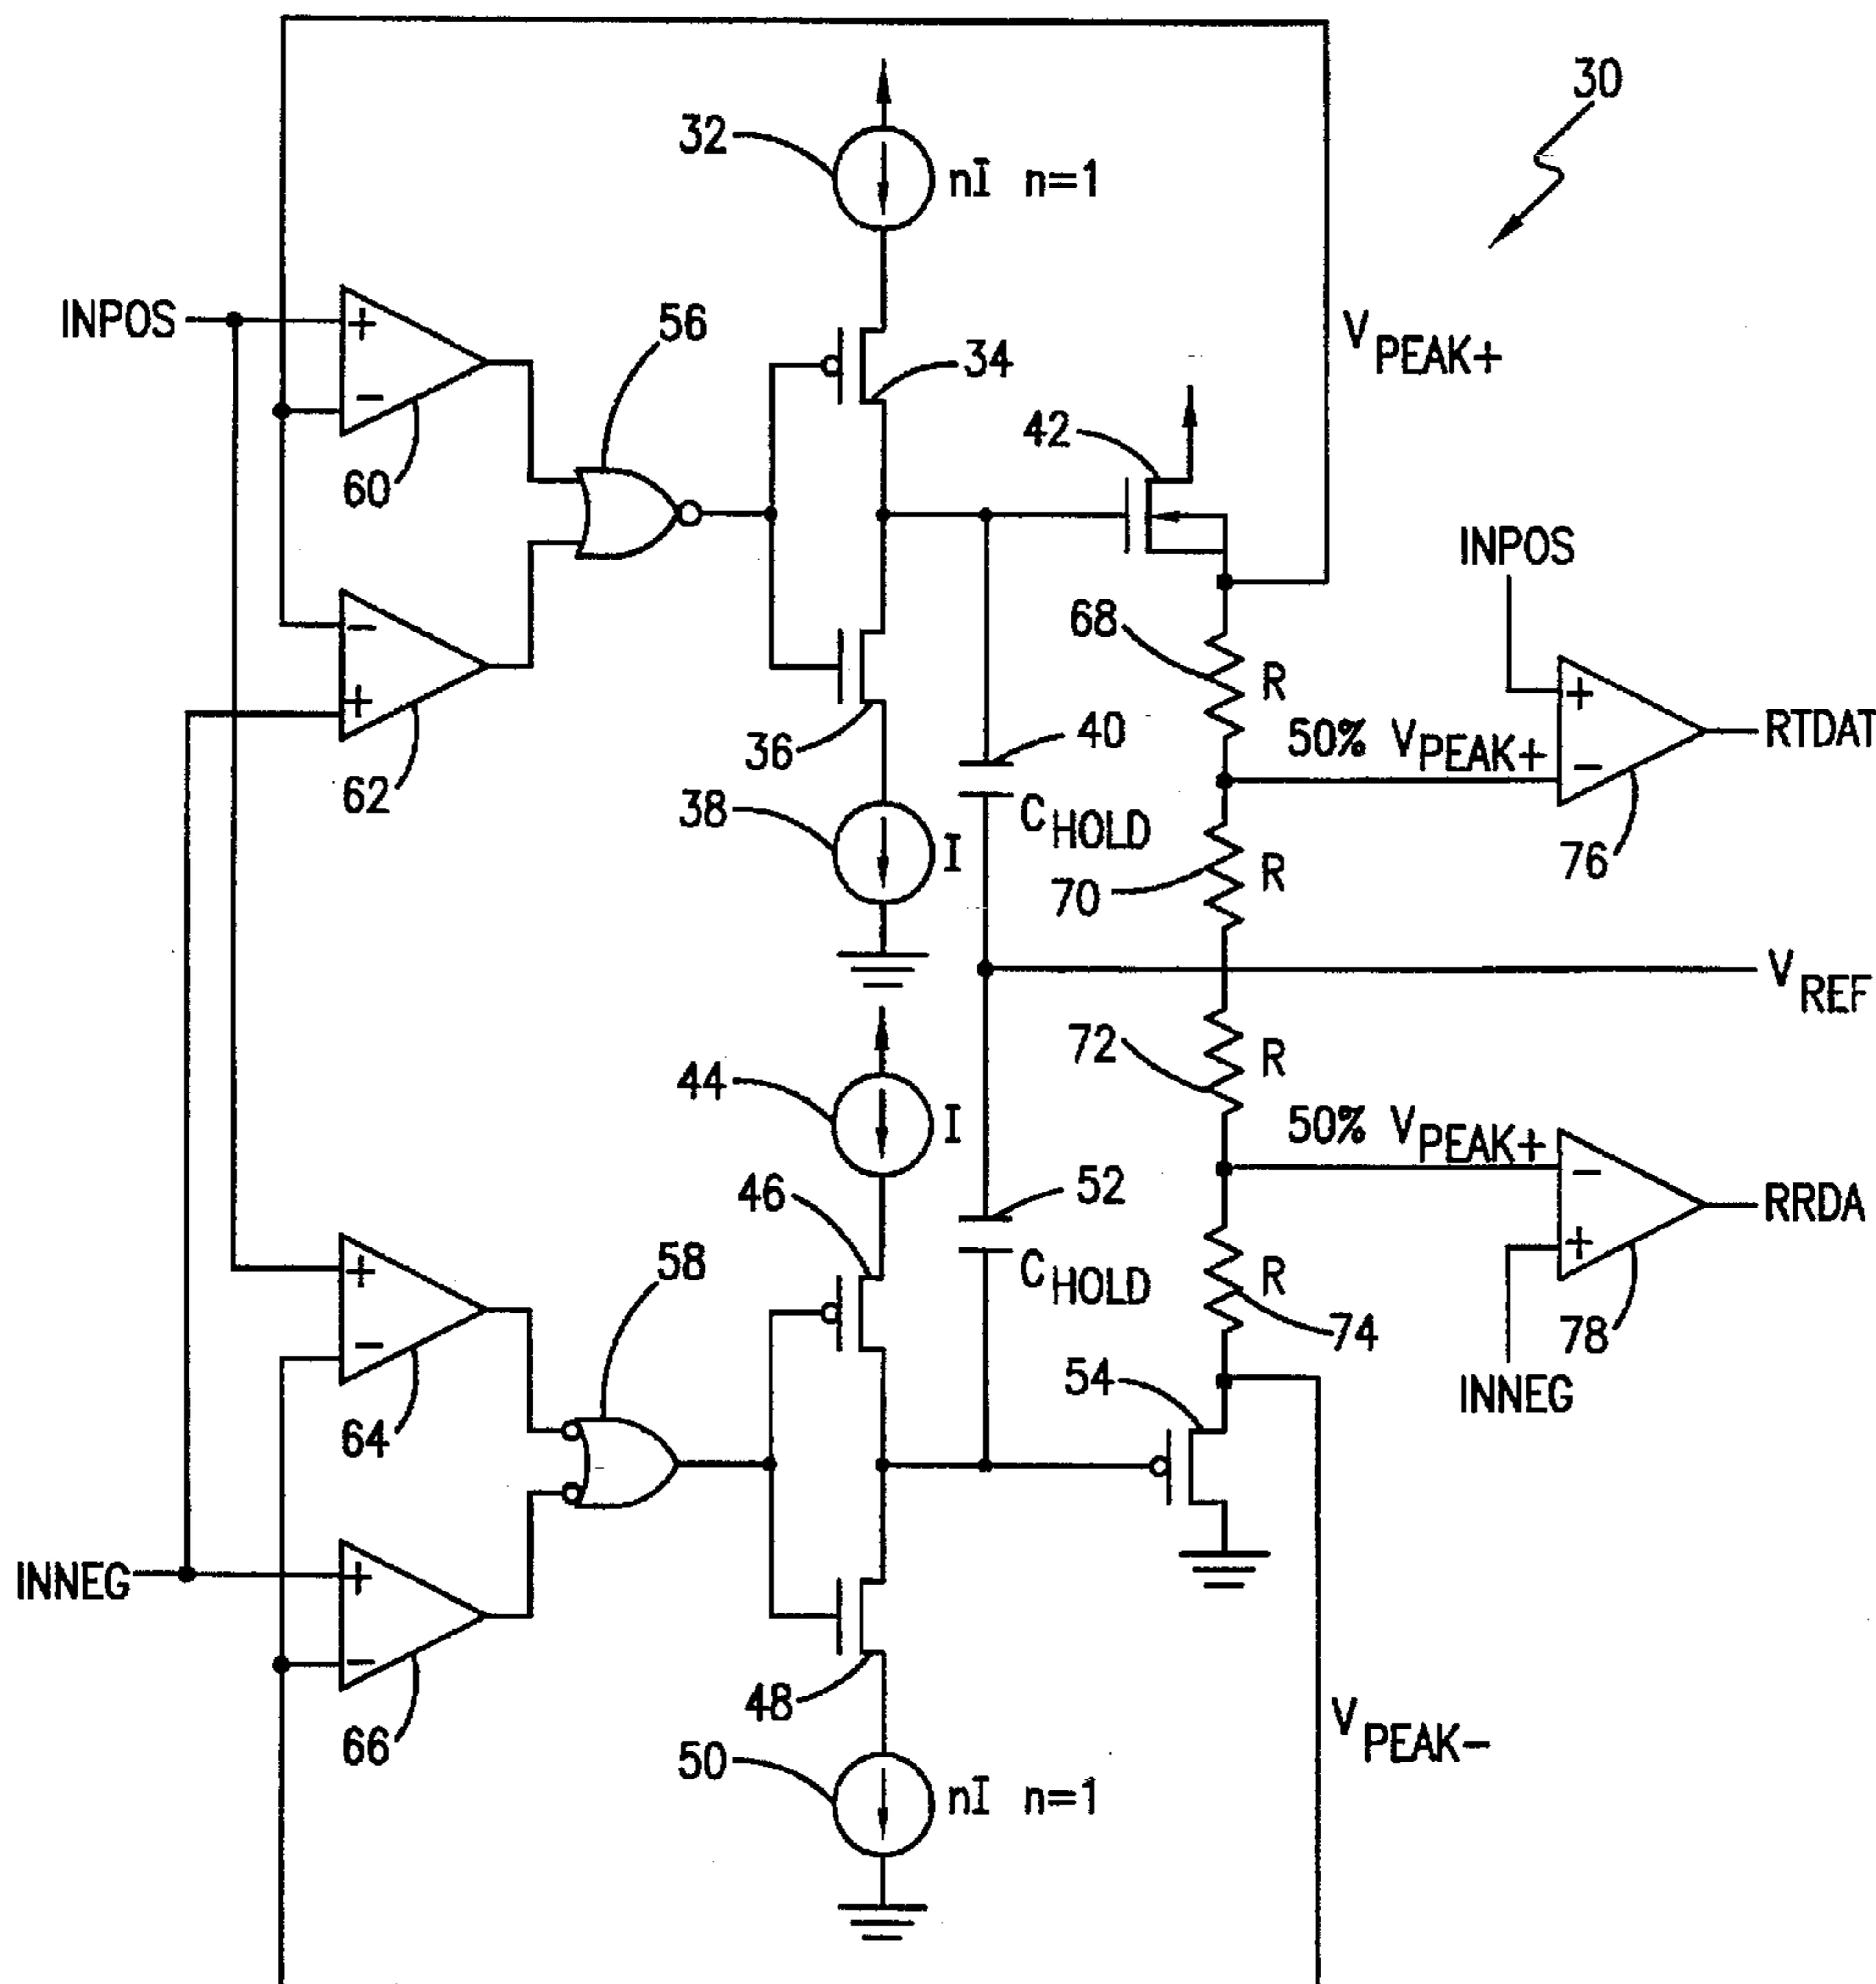 30
32
nI n=1
INPOS
56
34
VPEAK+
42
60
INPOS
68
R
36
40
50% VPEAK+
RTDAT
62
38
I
CHOLD
70
R
76
VREF
72
R
44
I
50% VPEAK+
46
52
RRDA
58
CHOLD
R
74
78
64
54
INNEG
INNEG
48
66
VPEAK-
50
nI n=1